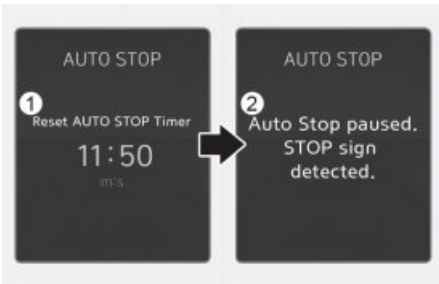 AUTO STOP
1
Reset AUTO STOP Timer
11:50
m:s
AUTO STOP
2
Auto Stop paused.
STOP sign
detected.